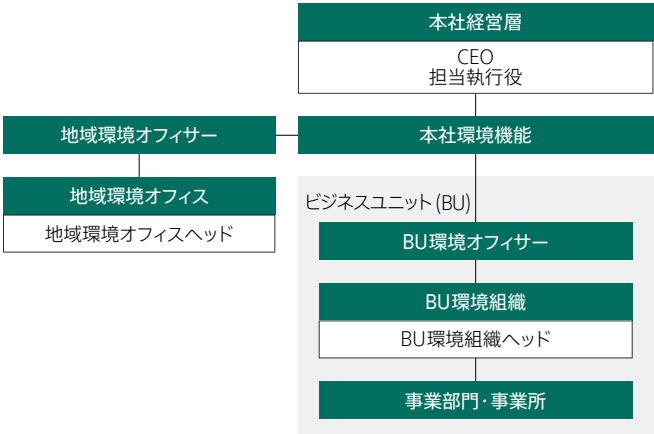 本社経営層
CEO
担当執行役
地域環境オフィサー
本社環境機能
地域環境オフィス
地域環境オフィスヘッド
ビジネスユニット(BU)
BU環境オフィサー
BU環境組織
BU環境組織ヘッド
事業部門・事業所